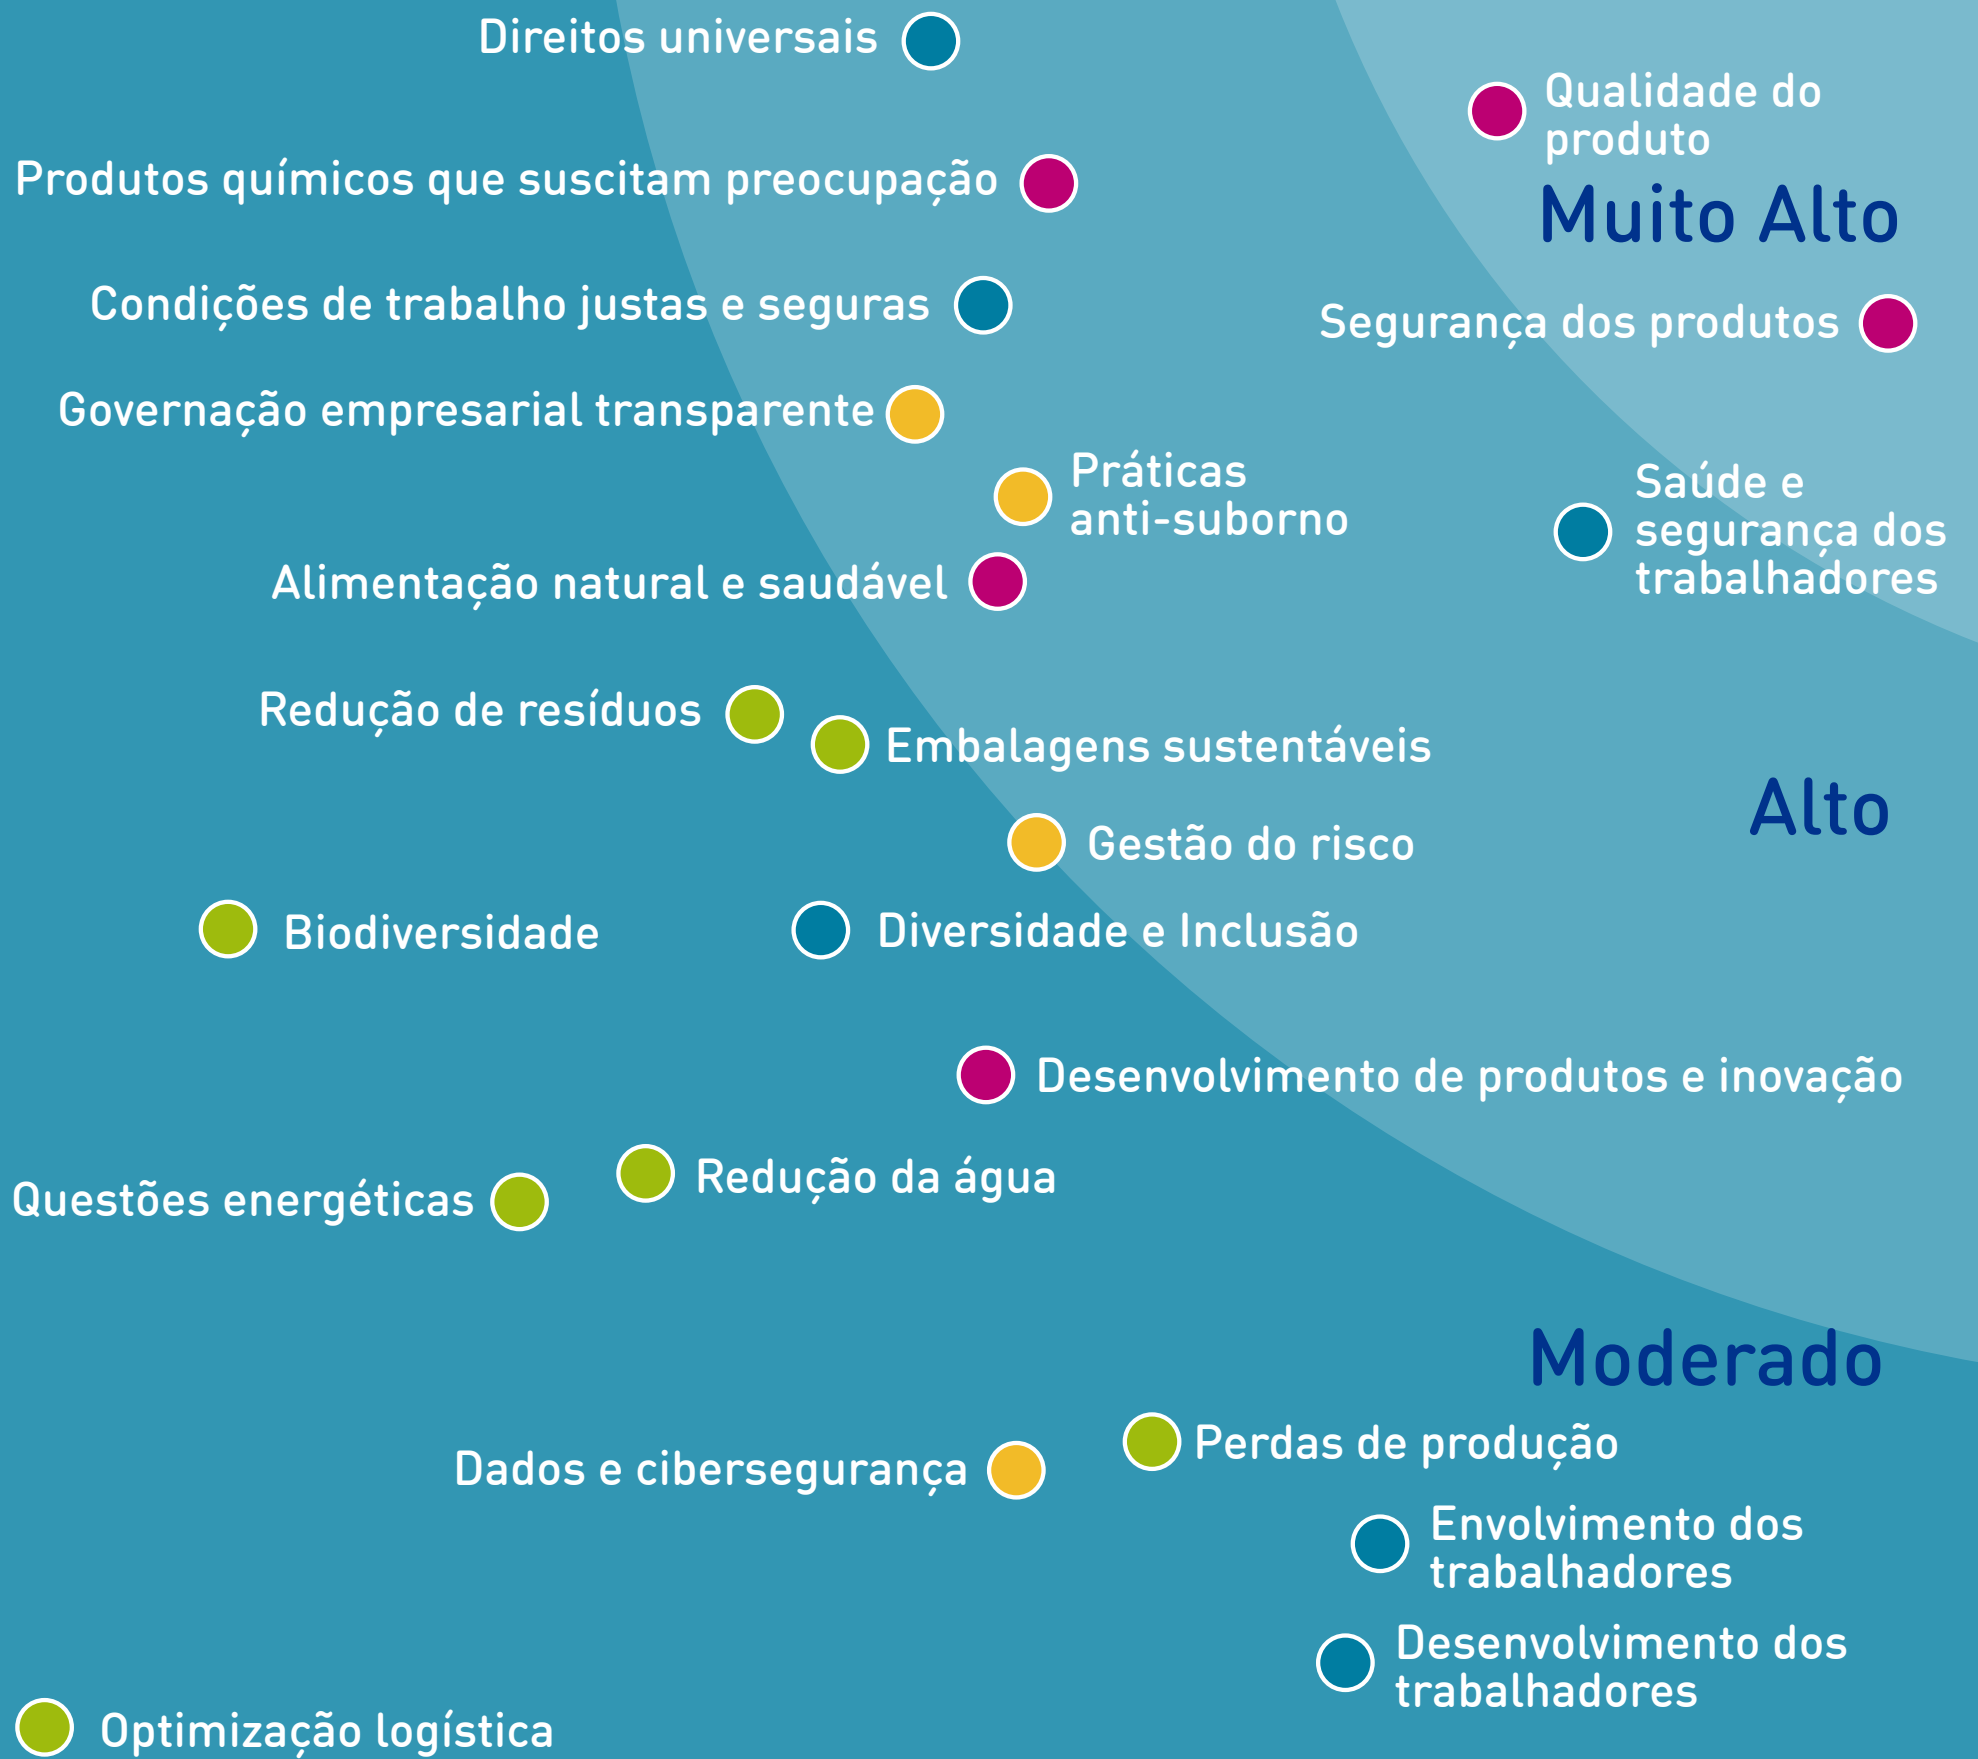 Direitos universais
Qualidade do
produto
Produtos químicos que suscitam preocupação
Muito Alto
Condições de trabalho justas e seguras
Segurança dos produtos
Governação empresarial transparente
Práticas
anti-suborno
Saúde e
segurança dos
trabalhadores
Alimentação natural e saudável
Redução de resíduos
Embalagens sustentáveis
Alto
Gestão do risco
Biodiversidade
Diversidade e Inclusão
Desenvolvimento de produtos e inovação
Redução da água
Questões energéticas
Moderado
Perdas de produção
Dados e cibersegurança
Envolvimento dos
trabalhadores
Desenvolvimento dos
trabalhadores
Optimização logística